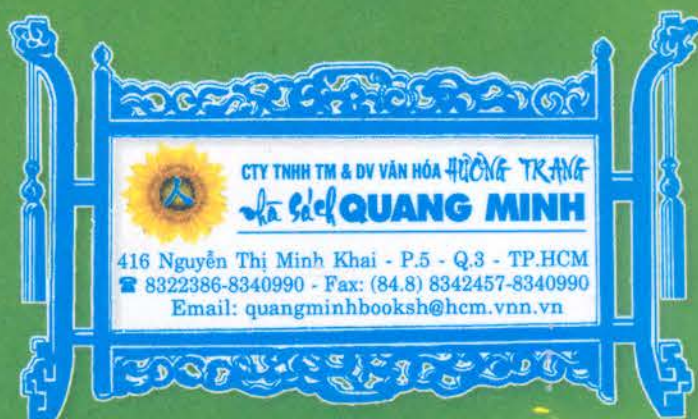 CTY TNHH TM & DV VĂN HÓA HƯƠNG TRANG
nhà sách QUANG MINH
416 Nguyễn Thị Minh Khai - P.5 - Q.3 - TP.HCM
☎ 8322386-8340990 - Fax: (84.8) 8342457-8340990
Email: quangminhbooksh@hcm.vnn.vn